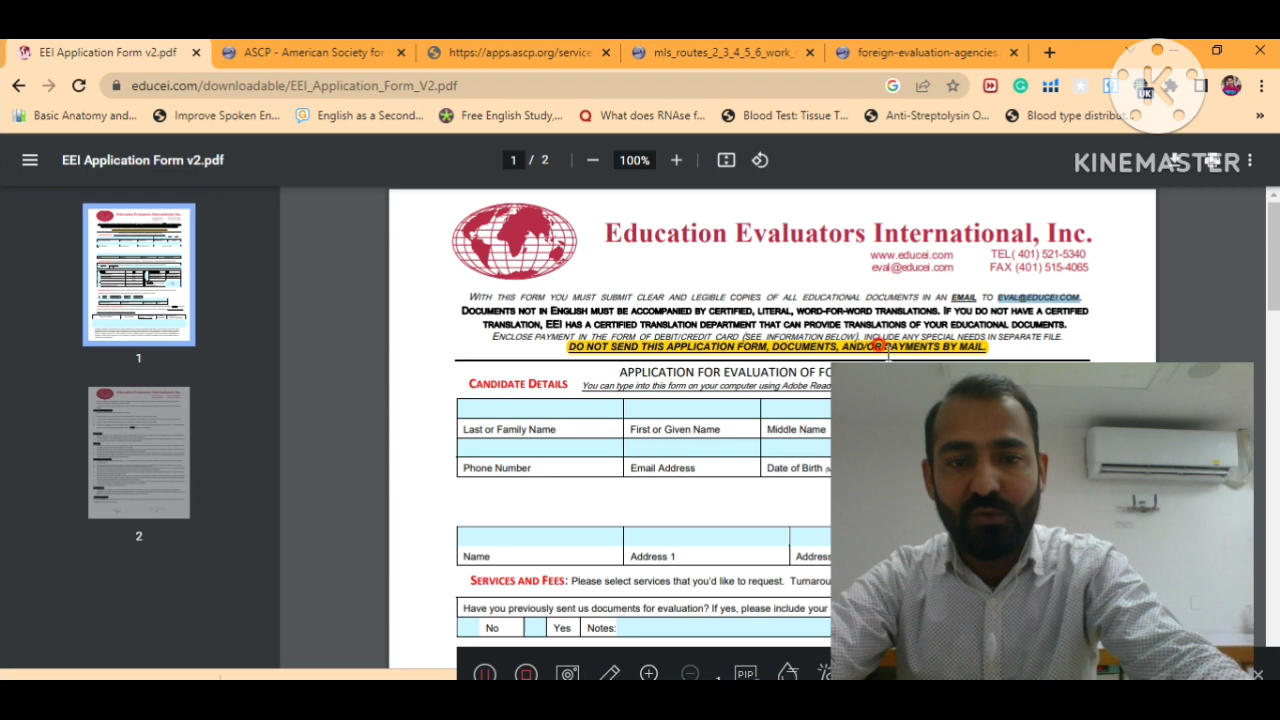 EEI Application Form v2.pdf
ASCP - American Society for
https://apps.ascp.org/service
mls_routes_2_3_4_5_6_work_
foreign-evaluation-agencies.
educei.com/downloadable/EEI_Application_Form_V2.pdf
UK
K
Basic Anatomy and...
Improve Spoken En...
English as a Second...
Free English Study,...
What does RNAse f...
Blood Test: Tissue T...
Anti-Streptolysin O...
Blood type distribut...
»
EEI Application Form v2.pdf
1 / 2
100%
KINEMASTER
1
2
Education Evaluators International, Inc.
www.educei.com TEL( 401) 521-5340
eval@educei.com FAX (401) 515-4065
WITH THIS FORM YOU MUST SUBMIT CLEAR AND LEGIBLE COPIES OF ALL EDUCATIONAL DOCUMENTS IN AN EMAIL TO EVAL@EDUCEI.COM.
DOCUMENTS NOT IN ENGLISH MUST BE ACCOMPANIED BY CERTIFIED, LITERAL, WORD-FOR-WORD TRANSLATIONS. IF YOU DO NOT HAVE A CERTIFIED
TRANSLATION, EEI HAS A CERTIFIED TRANSLATION DEPARTMENT THAT CAN PROVIDE TRANSLATIONS OF YOUR EDUCATIONAL DOCUMENTS.
ENCLOSE PAYMENT IN THE FORM OF DEBIT/CREDIT CARD (SEE INFORMATION BELOW). INCLUDE ANY SPECIAL NEEDS IN SEPARATE FILE.
DO NOT SEND THIS APPLICATION FORM, DOCUMENTS, AND/OR PAYMENTS BY MAIL.
APPLICATION FOR EVALUATION OF FO
CANDIDATE DETAILS You can type into this form on your computer using Adobe Read
Last or Family Name First or Given Name Middle Name
Phone Number Email Address Date of Birth
Name Address 1 Address
SERVICES AND FEES: Please select services that you'd like to request. Turnarou
Have you previously sent us documents for evaluation? If yes, please include your
No Yes Notes:
PIP